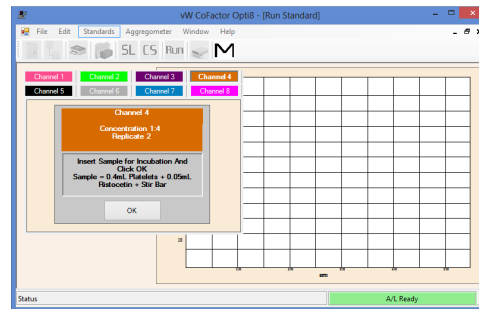 vW CoFactor Opti8 - [Run Standard]
File Edit Standards Aggregometer Window Help
SL CS Run M
Channel 1 Channel 2 Channel 3 Channel 4
Channel 5 Channel 6 Channel 7 Channel 8
Channel 4
Concentration 1:4
Replicate 2
Insert Sample for Incubation And
Click OK
Sample = 0.4mL Platelets + 0.05mL
Ristocetin + Stir Bar
OK
Status A/L Ready